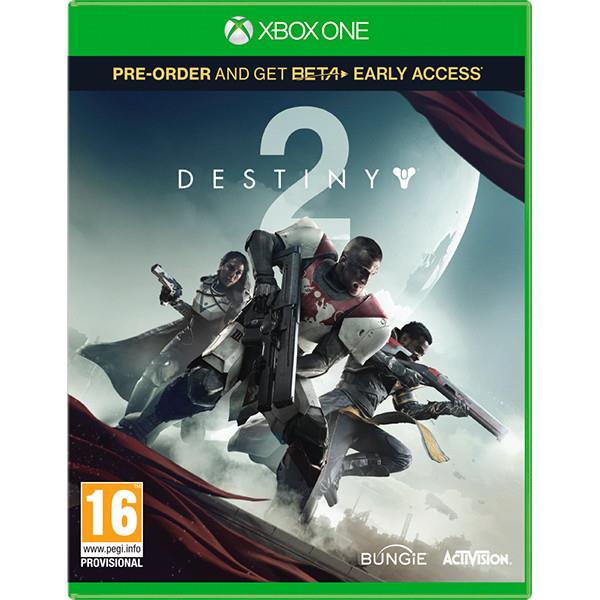 XBOX ONE
PRE-ORDER AND GET BETA EARLY ACCESS*
2
DESTINY
16
www.pegi.info
PROVISIONAL
BUNGiE ACTIVISION.